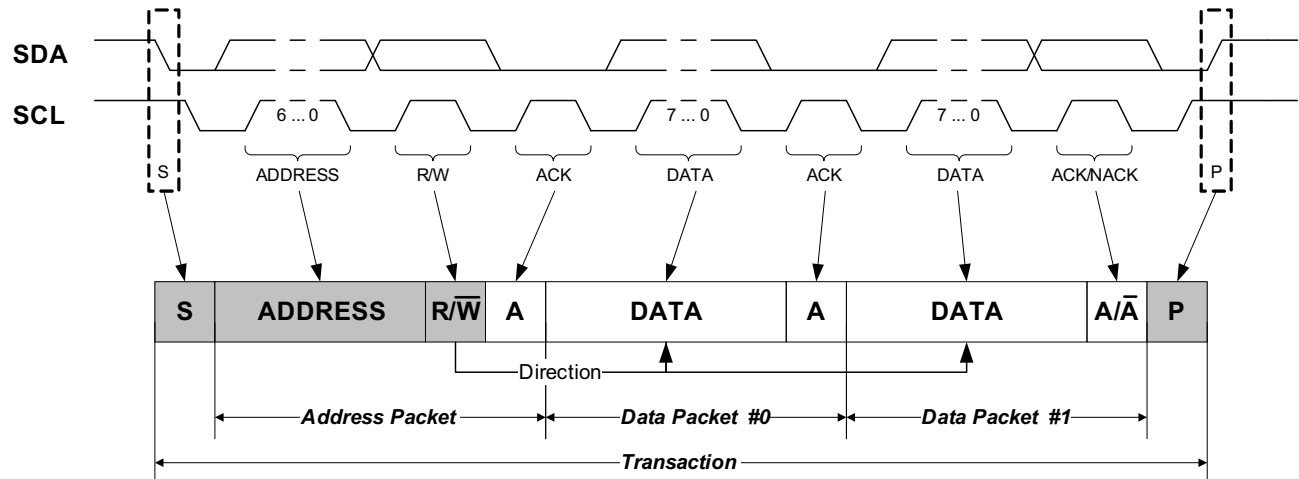 SDA
SCL
6 ... 0
7 ... 0
7 ... 0
S
ADDRESS
R/W
ACK
DATA
ACK
DATA
ACK/NACK
P
S
ADDRESS
R/W̅
A
DATA
A
DATA
A/A̅
P
Direction
Address Packet
Data Packet #0
Data Packet #1
Transaction